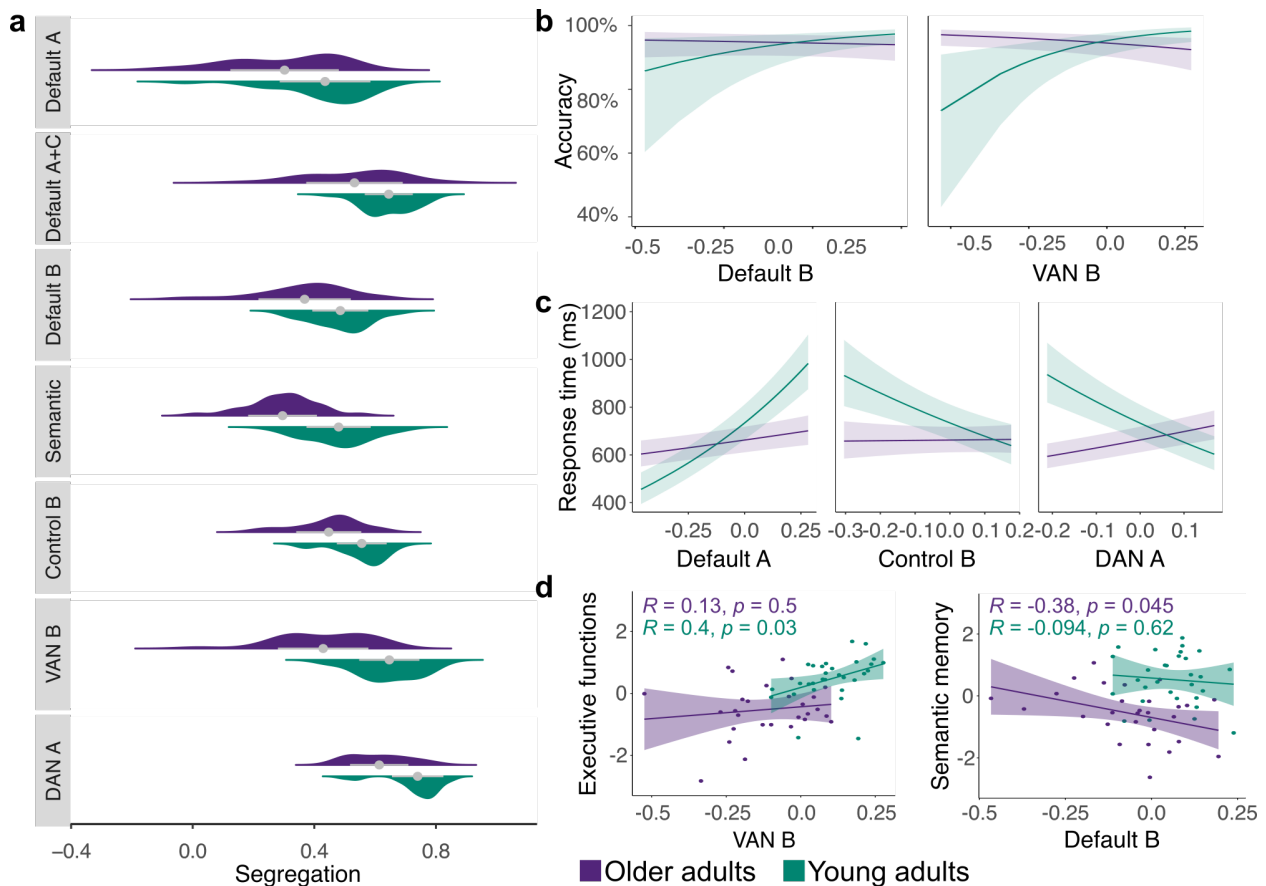 a
Default A
Default A+C
Default B
Semantic
Control B
VAN B
DAN A
−0.4 0.0 0.4 0.8
Segregation
b
Accuracy
100%
80%
60%
40%
-0.5 -0.25 0.0 0.25
Default B
-0.5 -0.25 0.0 0.25
VAN B
c
Response time (ms)
1200
1000
800
600
400
-0.25 0.00 0.25
Default A
-0.3 -0.2 -0.1 0.0 0.1 0.2
Control B
-0.2 -0.1 0.0 0.1
DAN A
d
Executive functions
R = 0.13, p = 0.5
R = 0.4, p = 0.03
2
0
-2
-0.50 -0.25 0.00 0.25
VAN B
Semantic memory
R = -0.38, p = 0.045
R = -0.094, p = 0.62
2
0
-2
-0.50 -0.25 0.00 0.25
Default B
Older adults Young adults